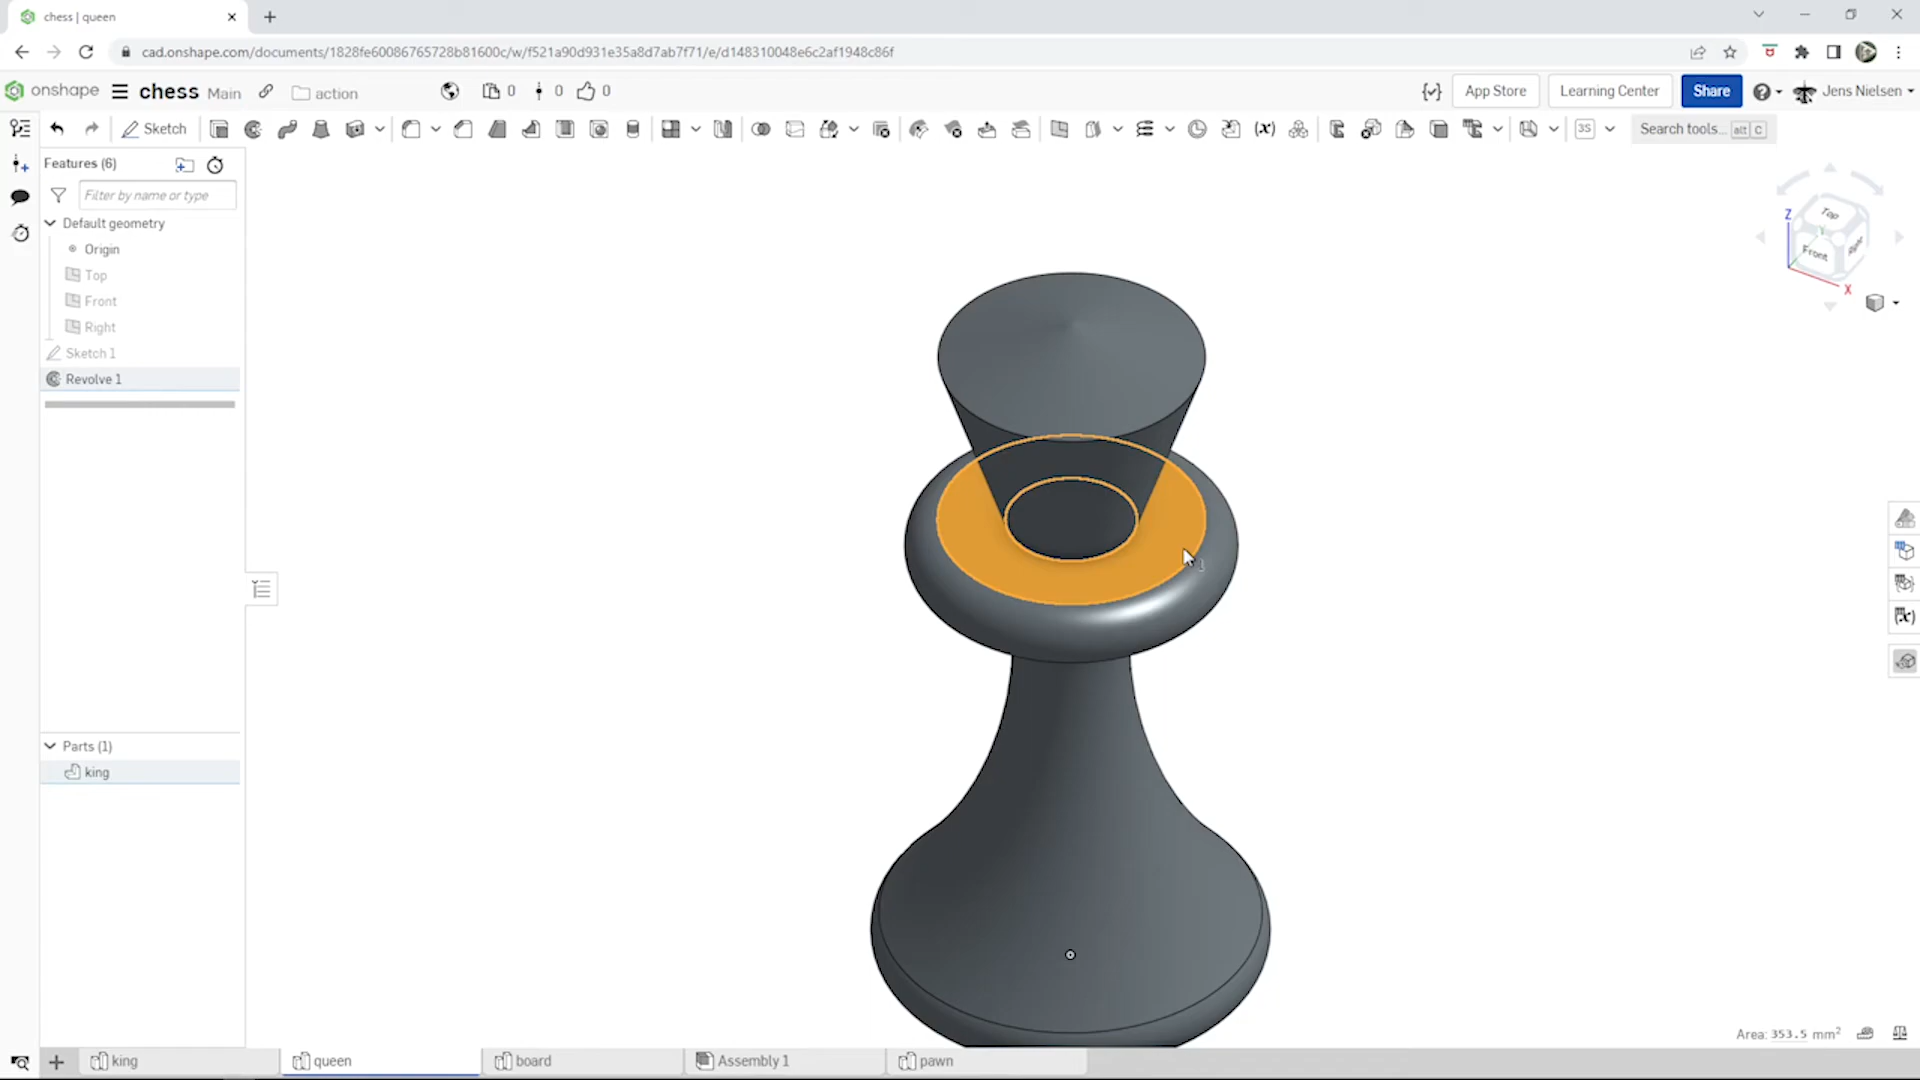 chess | queen
cad.onshape.com/documents/1828fe60086765728b81600c/w/f521a90d931e35a8d7ab7f71/e/d148310048e6c2af1948c86f
onshape
chess Main
action
0
0
0
App Store
Learning Center
Share
Jens Nielsen
Sketch
3S
Search tools... alt C
Features (6)
Filter by name or type
Default geometry
Origin
Top
Front
Right
Sketch 1
Revolve 1
Z
Top
Front
Right
X
Parts (1)
king
Area: 353.5 mm²
king
queen
board
Assembly 1
pawn